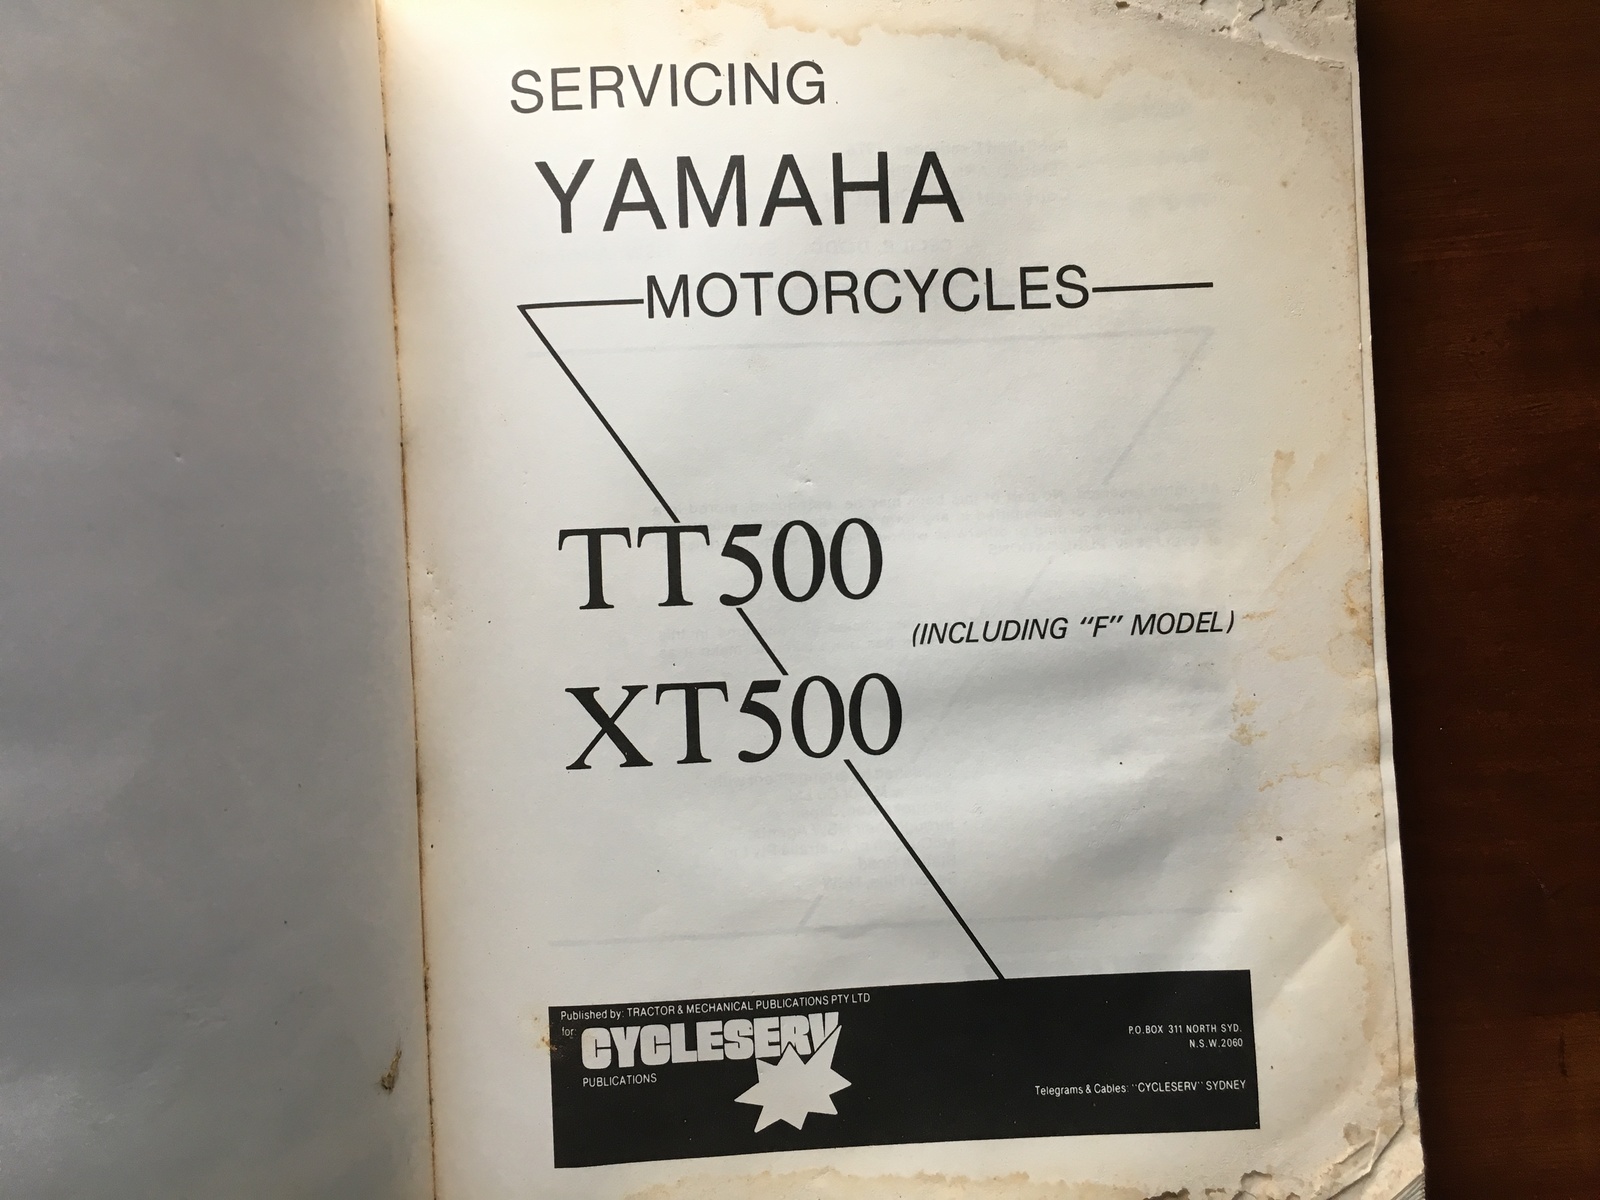 SERVICING
YAMAHA
MOTORCYCLES
TT500
(INCLUDING “F” MODEL)
XT500
Published by: TRACTOR & MECHANICAL PUBLICATIONS PTY LTD
for: CYCLESERV
PUBLICATIONS
P.O.BOX 311 NORTH SYD.
N.S.W.2060
Telegrams & Cables: "CYCLESERV" SYDNEY